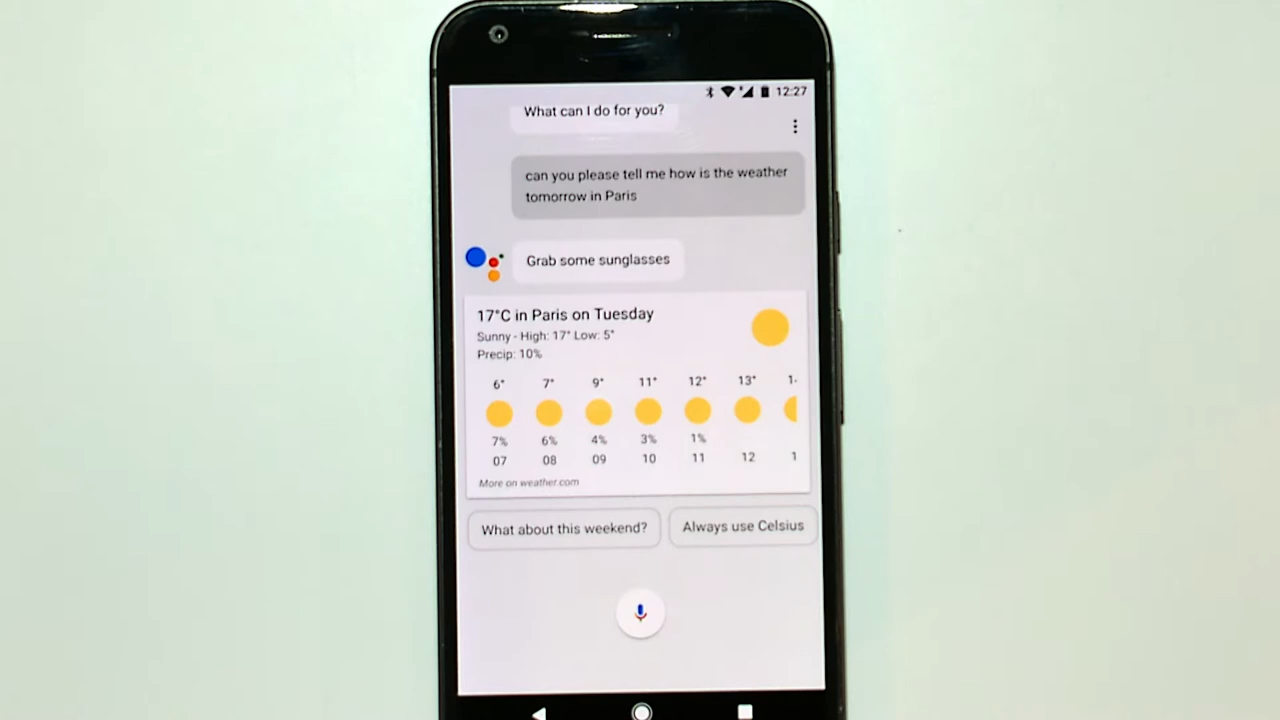 12:27
What can I do for you?
can you please tell me how is the weather
tomorrow in Paris
Grab some sunglasses
17°C in Paris on Tuesday
Sunny - High: 17° Low: 5°
Precip: 10%
6° 7° 9° 11° 12° 13°
7% 6% 4% 3% 1%
07 08 09 10 11 12
More on weather.com
What about this weekend? Always use Celsius